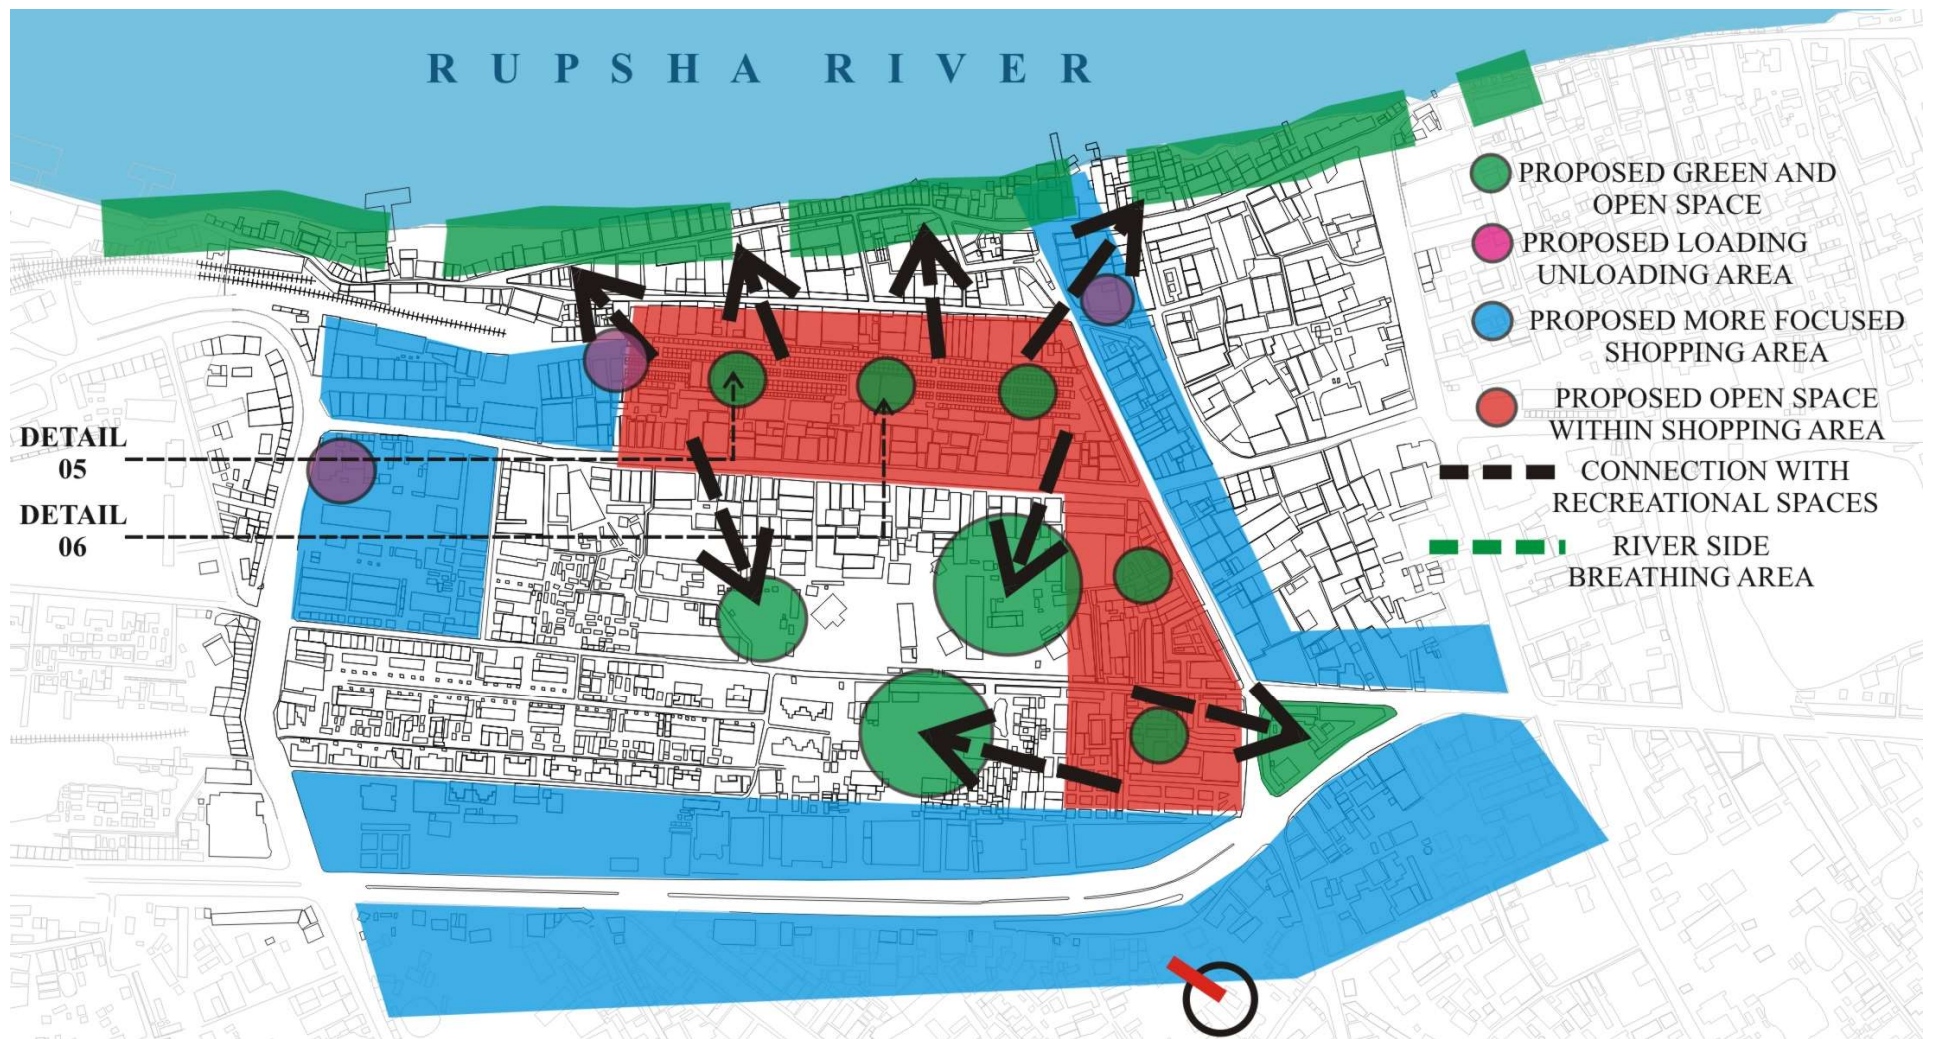 RUPSHA RIVER
PROPOSED GREEN AND
OPEN SPACE
PROPOSED LOADING
UNLOADING AREA
PROPOSED MORE FOCUSED
SHOPPING AREA
PROPOSED OPEN SPACE
WITHIN SHOPPING AREA
CONNECTION WITH
RECREATIONAL SPACES
RIVER SIDE
BREATHING AREA
DETAIL
05
DETAIL
06